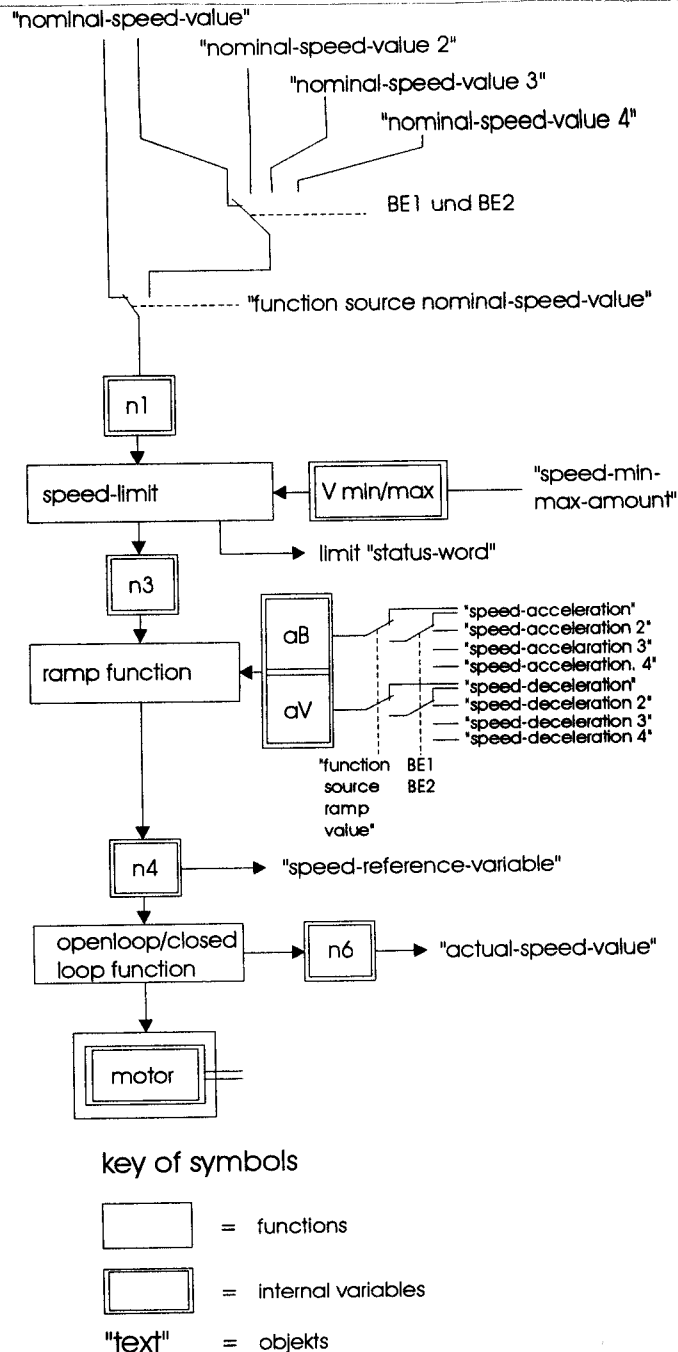 "nominal-speed-value"
"nominal-speed-value 2"
"nominal-speed-value 3"
"nominal-speed-value 4"
BE1 und BE2
"function source nominal-speed-value"
n1
speed-limit
V min/max
"speed-min-
max-amount"
limit "status-word"
n3
ramp function
aB
aV
"speed-acceleration"
"speed-acceleration 2"
"speed-accelaration 3"
"speed-acceleration. 4"
"speed-deceleration"
"speed-deceleration 2"
"speed-deceleration 3"
"speed-deceleration 4"
"function
source
ramp
value"
BE1
BE2
n4
"speed-reference-variable"
openloop/closed
loop function
n6
"actual-speed-value"
motor
key of symbols
= functions
= internal variables
"text" = objekts